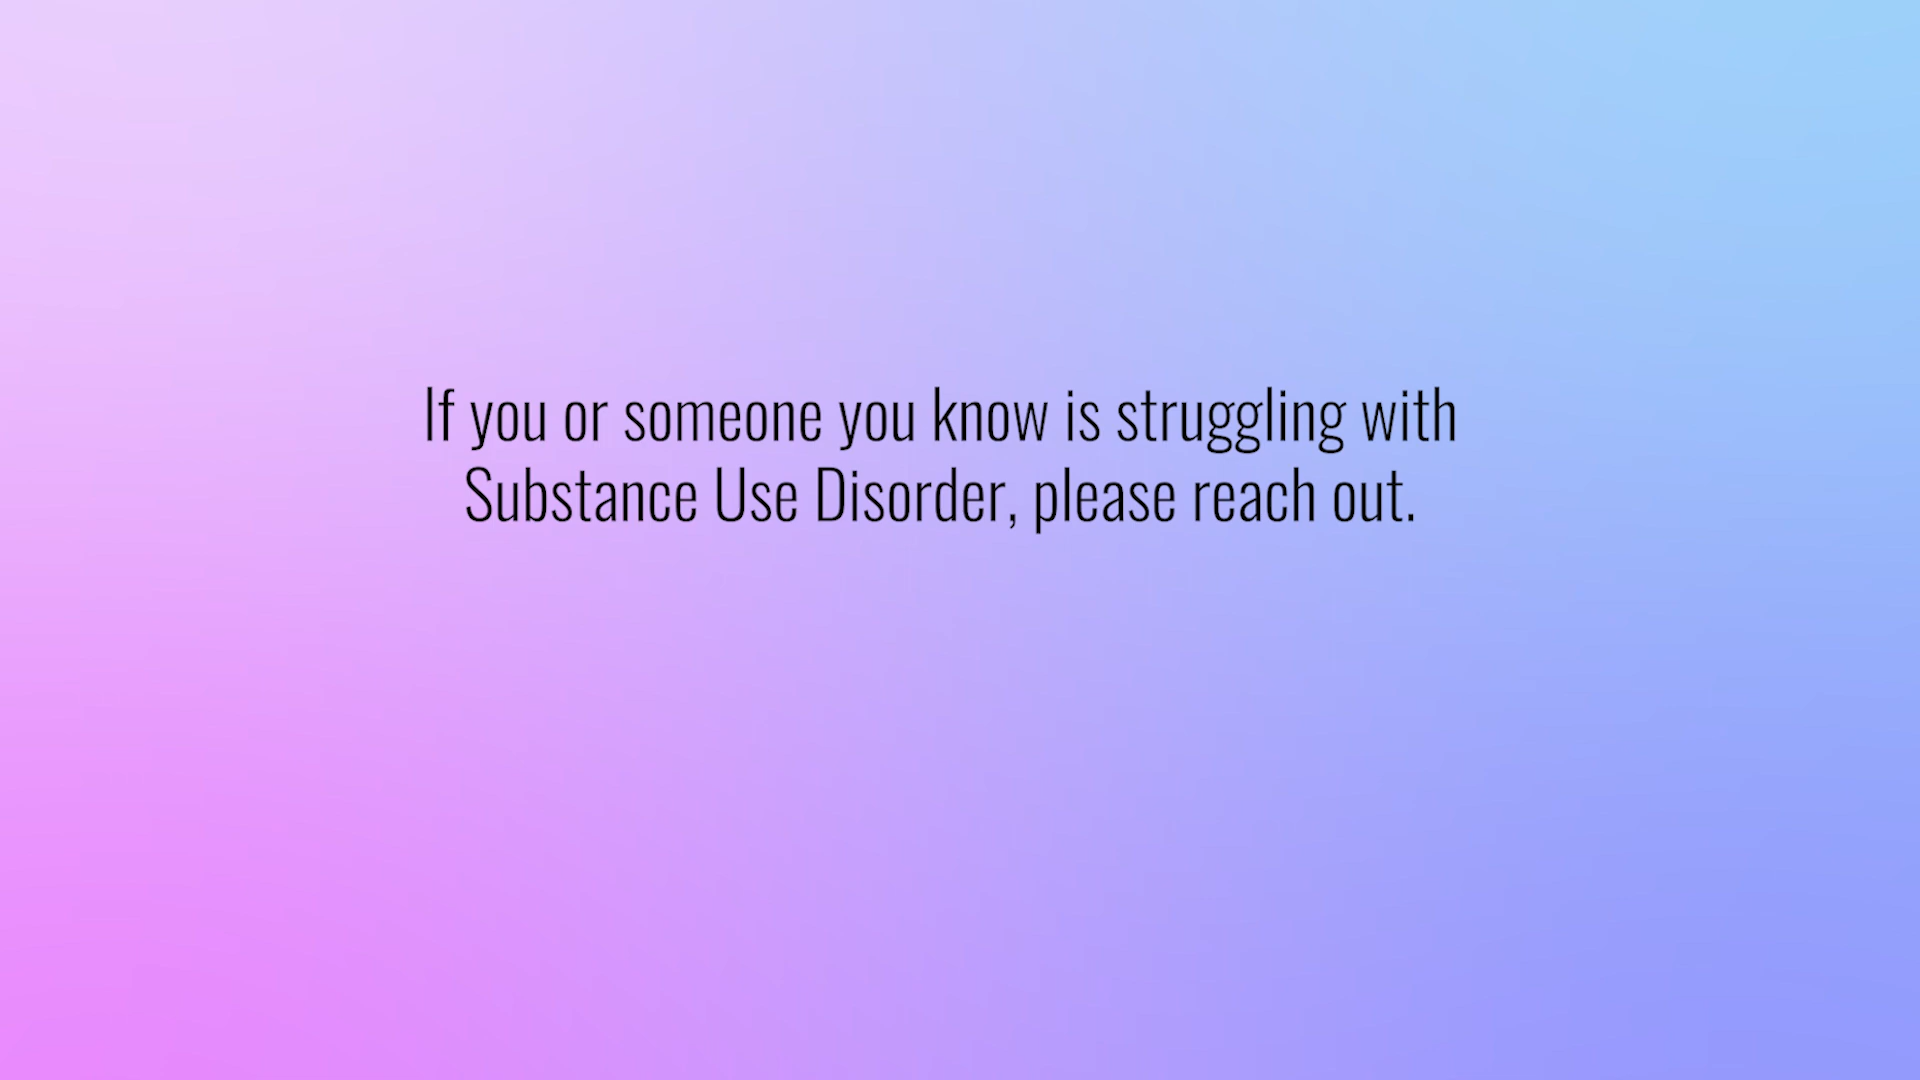 If you or someone you know is struggling with
Substance Use Disorder, please reach out.